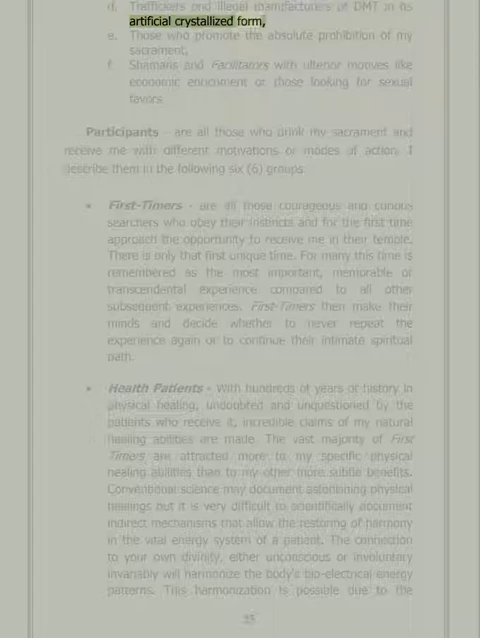 d. Traffickers and illegal manufacturers of DMT in its
artificial crystallized form,
e. Those who promote the absolute prohibition of my
sacrament,
f. Shamans and Facilitators with ulterior motives like
economic enrichment or those looking for sexual
favors.
Participants - are all those who drink my sacrament and
receive me with different motivations or modes of action. I
describe them in the following six (6) groups
• First-Timers - are all those courageous and curious
searchers who obey their instincts and for the first time
approach the opportunity to receive me in their temple.
There is only that first unique time. For many this time is
remembered as the most important, memorable or
transcendental experience compared to all other
subsequent experiences. First-Timers then make their
minds and decide whether to never repeat the
experience again or to continue their intimate spiritual
path.
• Health Patients - With hundreds of years of history in
physical healing, undoubted and unquestioned by the
patients who receive it, incredible claims of my natural
healing abilities are made. The vast majority of First
Timers are attracted more to my specific physical
healing abilities than to my other more subtle benefits.
Conventional science may document astonishing physical
healings but it is very difficult to scientifically document
indirect mechanisms that allow the restoring of harmony
in the vital energy system of a patient. The connection
to your own divinity, either unconscious or involuntary
invariably will harmonize the body's bio-electrical energy
patterns. This harmonization is possible due to the